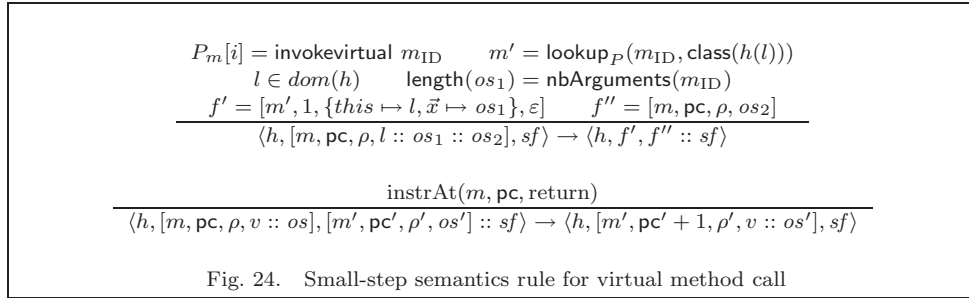 P_m[i] = invokevirtual m_ID m′ = lookup_P(m_ID, class(h(l)))
l ∈ dom(h) length(os_1) = nbArguments(m_ID)
f′ = [m′, 1, {this ↦ l, x⃗ ↦ os_1}, ε] f″ = [m, pc, ρ, os_2]
⟨h, [m, pc, ρ, l :: os_1 :: os_2], sf⟩ → ⟨h, f′, f″ :: sf⟩
instrAt(m, pc, return)
⟨h, [m, pc, ρ, v :: os], [m′, pc′, ρ′, os′] :: sf⟩ → ⟨h, [m′, pc′ + 1, ρ′, v :: os′], sf⟩
Fig. 24. Small-step semantics rule for virtual method call